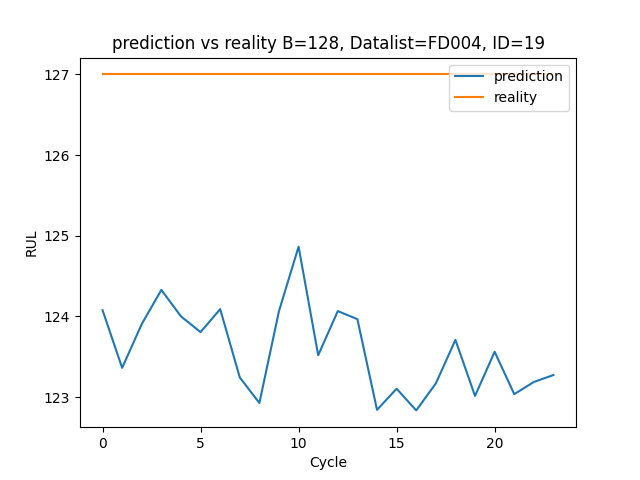 prediction vs reality B=128, Datalist=FD004, ID=19
127
126
125
124
123
RUL
prediction
reality
0
5
10
15
20
Cycle